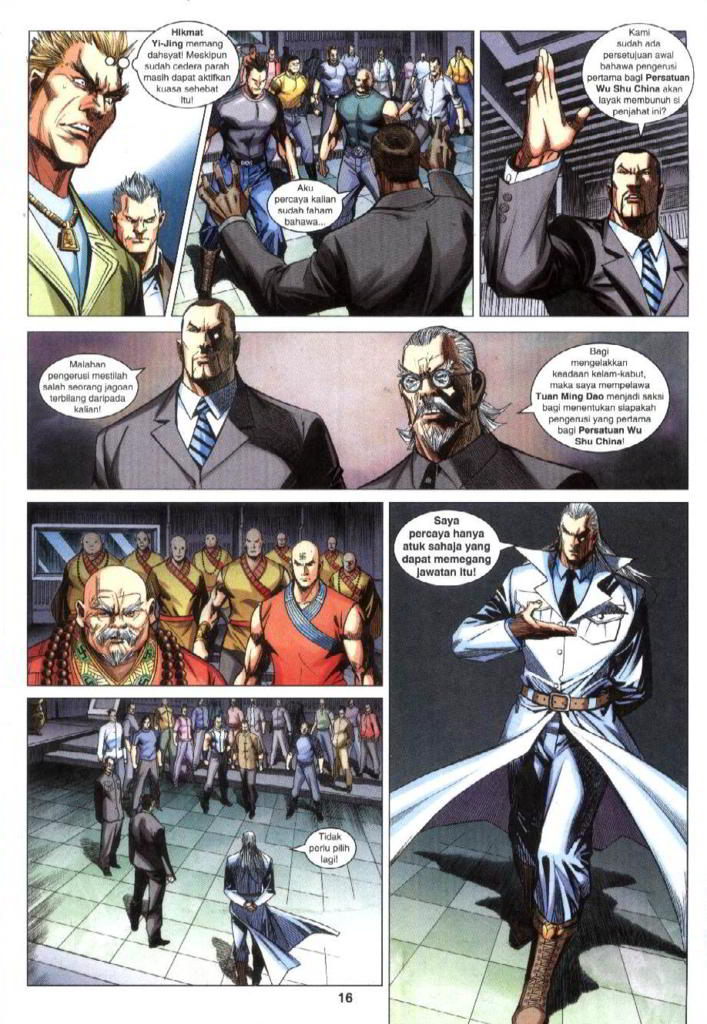 Hikmat
Yi-Jing memang
dahsyat! Meskipun
sudah cedera parah
masih dapat aktifkan
kuasa sehebat
itu!
Aku
percaya kalian
sudah faham
bahawa...
Kami
sudah ada
persetujuan awal
bahawa pengerusi
pertama bagi Persatuan
Wu Shu China akan
layak membunuh si
penjahat ini?
Malahan
pengerusi mestilah
salah seorang jagoan
terbilang daripada
kalian!
Bagi
mengelakkan
keadaan kelam-kabut,
maka saya mempelawa
Tuan Ming Dao menjadi saksi
bagi menentukan siapakah
pengerusi yang pertama
bagi Persatuan Wu
Shu China!
Saya
percaya hanya
atuk sahaja yang
dapat memegang
jawatan itu!
Tidak
perlu pilih
lagi!
16